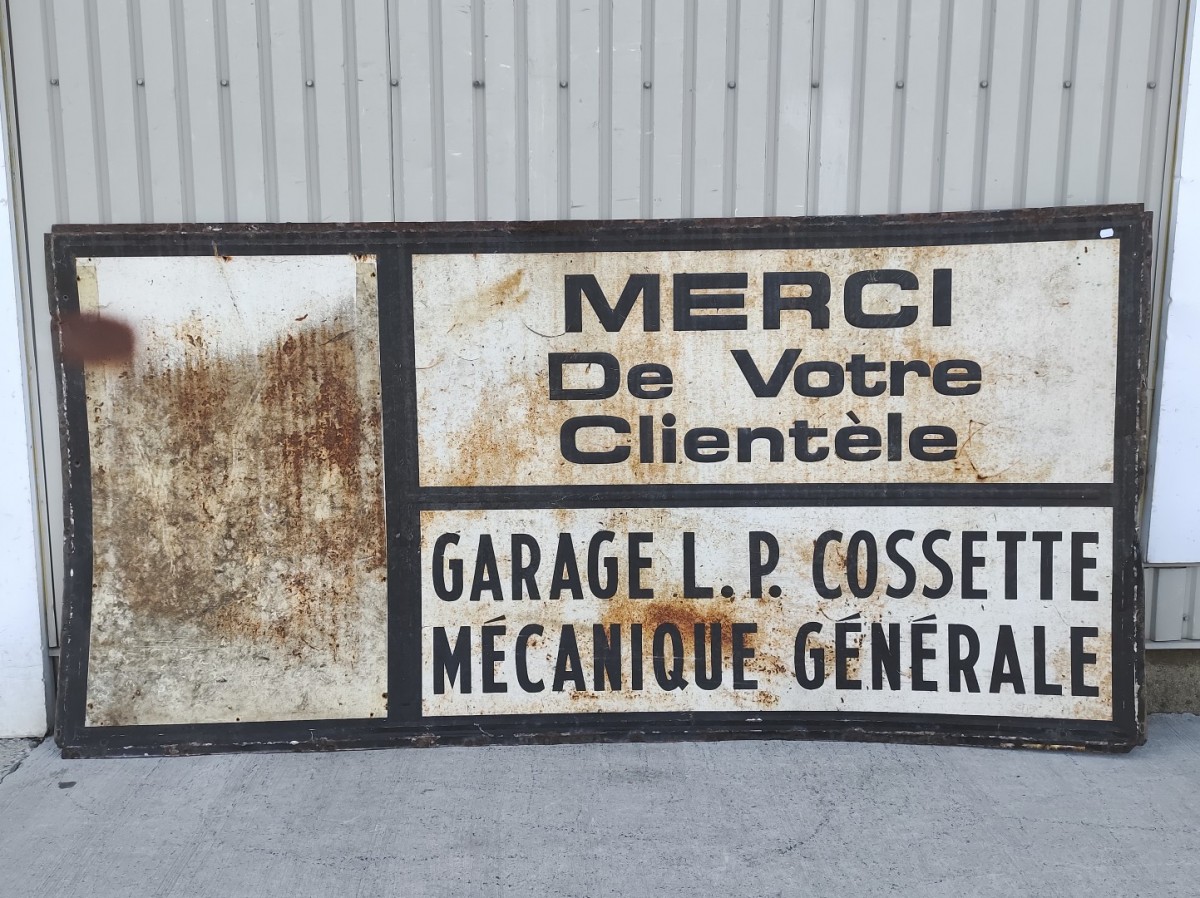 MERCI
De Votre
Clientèle
GARAGE L.P. COSSETTE
MÉCANIQUE GÉNÉRALE